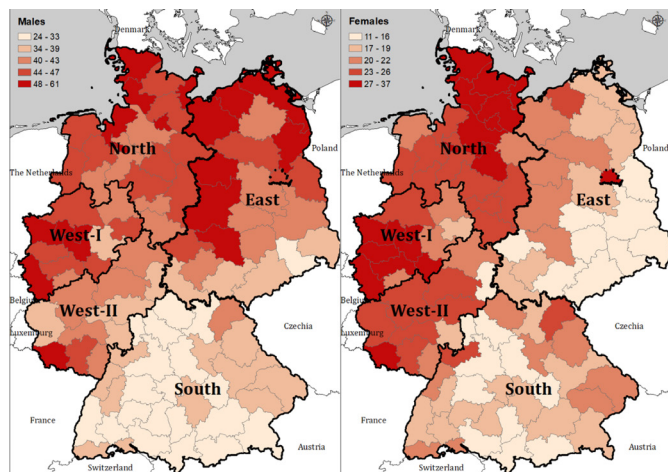 Males
24 - 33
34 - 39
40 - 43
44 - 47
48 - 61
Denmark
Poland
The Netherlands
North
East
West-I
Belgium
West-II
Luxemburg
Czechia
South
France
Austria
Switzerland
Females
11 - 16
17 - 19
20 - 22
23 - 26
27 - 37
Denmark
Poland
The Netherlands
North
East
West-I
Belgium
West-II
Luxemburg
Czechia
South
France
Austria
Switzerland